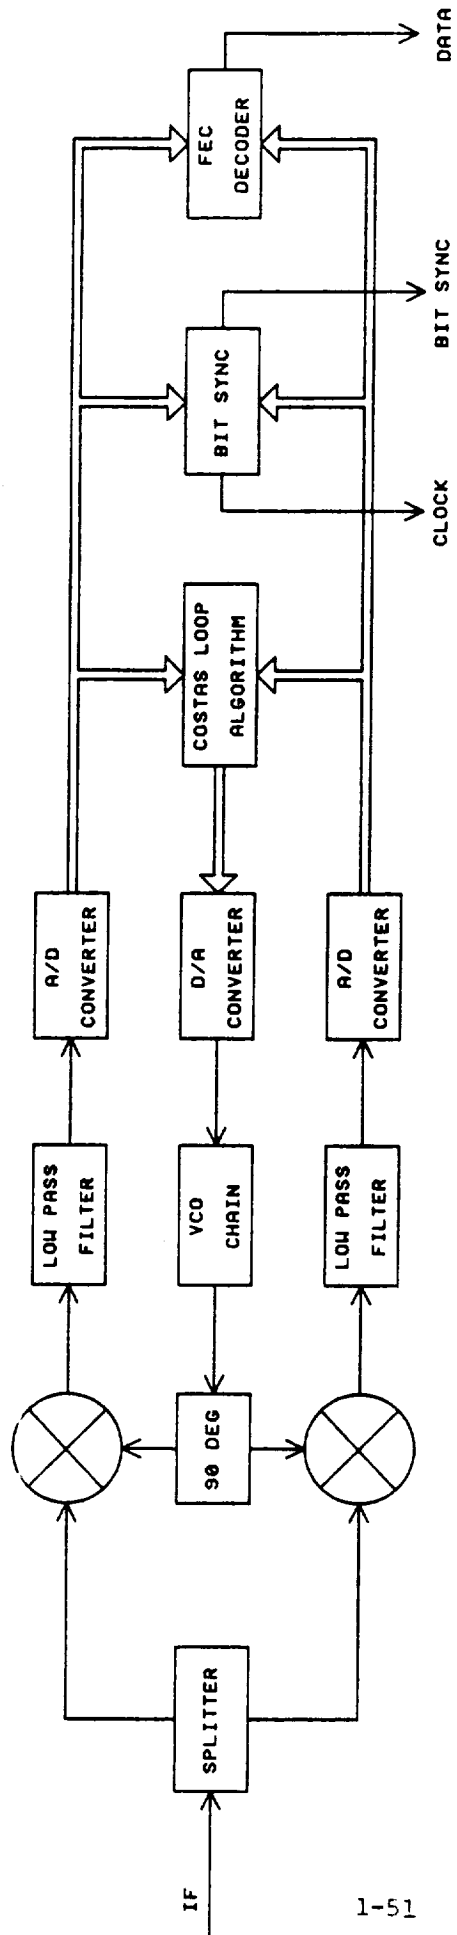 IF
SPLITTER
90 DEG
LOW PASS
FILTER
A/D
CONVERTER
VCO
CHAIN
D/A
CONVERTER
LOW PASS
FILTER
A/D
CONVERTER
COSTAS LOOP
ALGORITHM
BIT SYNC
FEC
DECODER
CLOCK
BIT SYNC
DATA
1-51